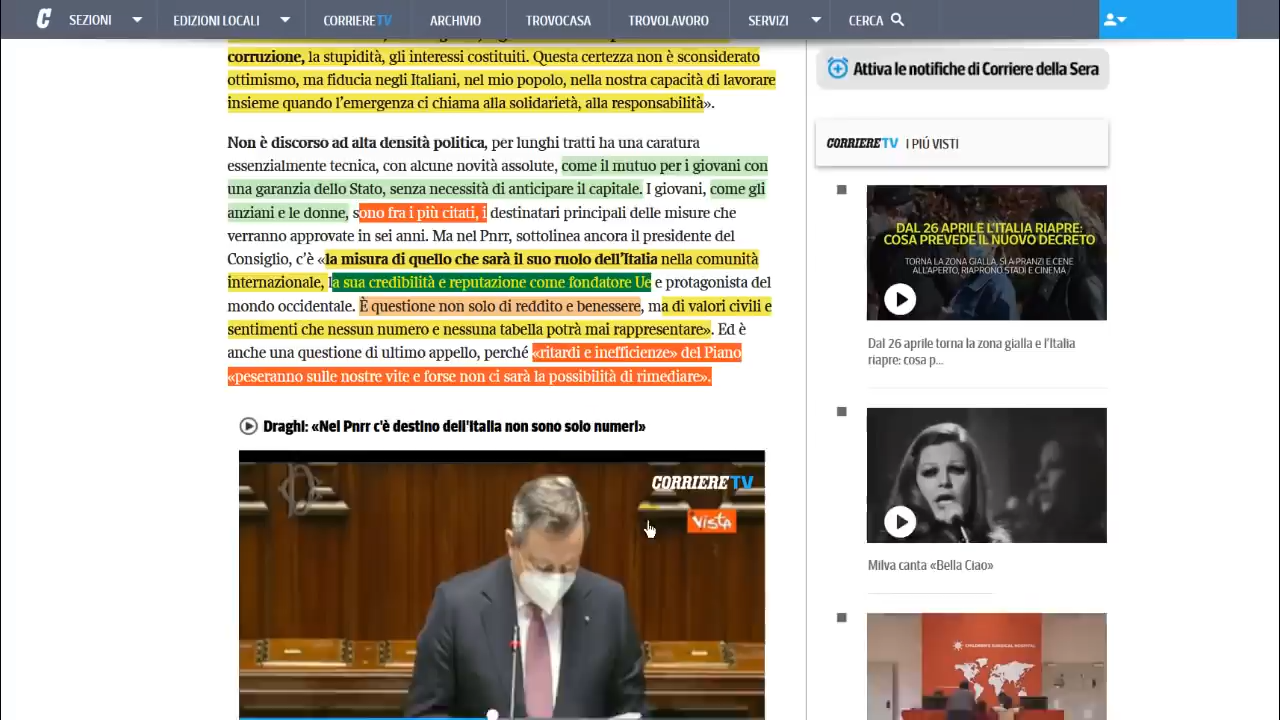 SEZIONI
EDIZIONI LOCALI
CORRIERETV
ARCHIVIO
TROVOCASA
TROVOLAVORO
SERVIZI
CERCA
corruzione, la stupidità, gli interessi costituiti. Questa certezza non è sconsiderato
ottimismo, ma fiducia negli Italiani, nel mio popolo, nella nostra capacità di lavorare
insieme quando l'emergenza ci chiama alla solidarietà, alla responsabilità».
Non è discorso ad alta densità politica, per lunghi tratti ha una caratura
essenzialmente tecnica, con alcune novità assolute, come il mutuo per i giovani con
una garanzia dello Stato, senza necessità di anticipare il capitale. I giovani, come gli
anziani e le donne, sono fra i più citati, i destinatari principali delle misure che
verranno approvate in sei anni. Ma nel Pnrr, sottolinea ancora il presidente del
Consiglio, c'è «la misura di quello che sarà il suo ruolo dell'Italia nella comunità
internazionale, la sua credibilità e reputazione come fondatore Ue e protagonista del
mondo occidentale. È questione non solo di reddito e benessere, ma di valori civili e
sentimenti che nessun numero e nessuna tabella potrà mai rappresentare». Ed è
anche una questione di ultimo appello, perché «ritardi e inefficienze» del Piano
«peseranno sulle nostre vite e forse non ci sarà la possibilità di rimediare».
Draghi: «Nel Pnrr c'è destino dell'Italia non sono solo numeri»
CORRIERETV
vista
Attiva le notifiche di Corriere della Sera
CORRIERETV I PIÙ VISTI
DAL 26 APRILE L'ITALIA RIAPRE:
COSA PREVEDE IL NUOVO DECRETO
TORNA LA ZONA GIALLA, SI A PRANZI E CENE
ALL'APERTO, RIAPRONO STADI E CINEMA
Dal 26 aprile torna la zona gialla e l'Italia
riapre: cosa p...
Milva canta «Bella Ciao»
CHILDREN'S SURGICAL HOSPITAL